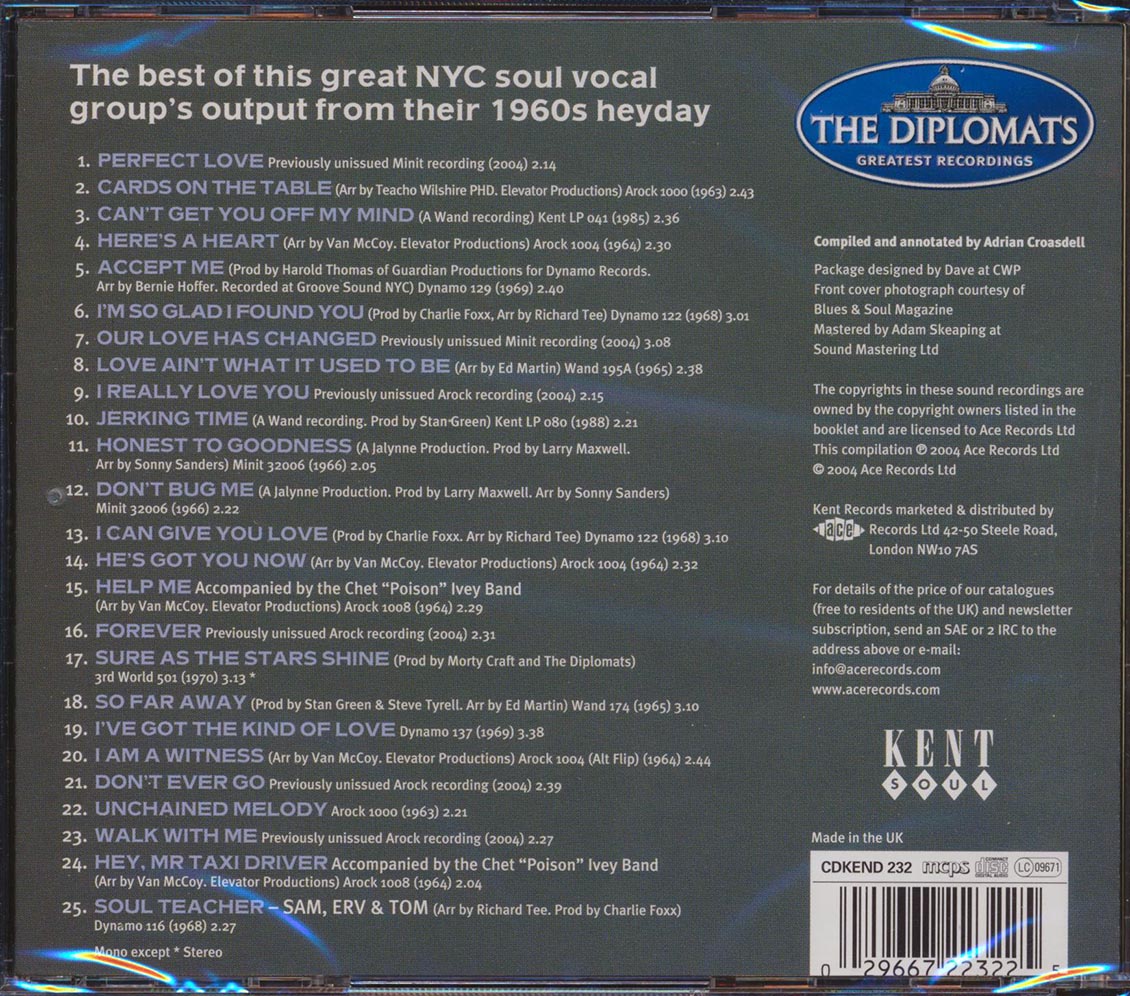 The best of this great NYC soul vocal
group's output from their 1960s heyday
1. PERFECT LOVE Previously unissued Minit recording (2004) 2.14
2. CARDS ON THE TABLE (Arr by Teacho Wilshire PHD. Elevator Productions) Arock 1000 (1963) 2.43
3. CAN'T GET YOU OFF MY MIND (A Wand recording) Kent LP 041 (1985) 2.36
4. HERE'S A HEART (Arr by Van McCoy. Elevator Productions) Arock 1004 (1964) 2.30
5. ACCEPT ME (Prod by Harold Thomas of Guardian Productions for Dynamo Records.
Arr by Bernie Hoffer. Recorded at Groove Sound NYC) Dynamo 129 (1969) 2.40
6. I'M SO GLAD I FOUND YOU (Prod by Charlie Foxx, Arr by Richard Tee) Dynamo 122 (1968) 3.01
7. OUR LOVE HAS CHANGED Previously unissued Minit recording (2004) 3.08
8. LOVE AIN'T WHAT IT USED TO BE (Arr by Ed Martin) Wand 195A (1965) 2.38
9. I REALLY LOVE YOU Previously unissued Arock recording (2004) 2.15
10. JERKING TIME (A Wand recording. Prod by Stan Green) Kent LP 080 (1988) 2.21
11. HONEST TO GOODNESS (A Jalynne Production. Prod by Larry Maxwell.
Arr by Sonny Sanders) Minit 32006 (1966) 2.05
12. DON'T BUG ME (A Jalynne Production. Prod by Larry Maxwell. Arr by Sonny Sanders)
Minit 32006 (1966) 2.22
13. I CAN GIVE YOU LOVE (Prod by Charlie Foxx. Arr by Richard Tee) Dynamo 122 (1968) 3.10
14. HE'S GOT YOU NOW (Arr by Van McCoy. Elevator Productions) Arock 1004 (1964) 2.32
15. HELP ME Accompanied by the Chet "Poison" Ivey Band
(Arr by Van McCoy. Elevator Productions) Arock 1008 (1964) 2.29
16. FOREVER Previously unissued Arock recording (2004) 2.31
17. SURE AS THE STARS SHINE (Prod by Morty Craft and The Diplomats)
3rd World 501 (1970) 3.13 *
18. SO FAR AWAY (Prod by Stan Green & Steve Tyrell. Arr by Ed Martin) Wand 174 (1965) 3.10
19. I'VE GOT THE KIND OF LOVE Dynamo 137 (1969) 3.38
20. I AM A WITNESS (Arr by Van McCoy. Elevator Productions) Arock 1004 (Alt Flip) (1964) 2.44
21. DON'T EVER GO Previously unissued Arock recording (2004) 2.39
22. UNCHAINED MELODY Arock 1000 (1963) 2.21
23. WALK WITH ME Previously unissued Arock recording (2004) 2.27
24. HEY, MR TAXI DRIVER Accompanied by the Chet "Poison" Ivey Band
(Arr by Van McCoy. Elevator Productions) Arock 1008 (1964) 2.04
25. SOUL TEACHER – SAM, ERV & TOM (Arr by Richard Tee. Prod by Charlie Foxx)
Dynamo 116 (1968) 2.27
Mono except * Stereo
THE DIPLOMATS
GREATEST RECORDINGS
Compiled and annotated by Adrian Croasdell
Package designed by Dave at CWP
Front cover photograph courtesy of
Blues & Soul Magazine
Mastered by Adam Skeaping at
Sound Mastering Ltd
The copyrights in these sound recordings are
owned by the copyright owners listed in the
booklet and are licensed to Ace Records Ltd
This compilation ℗ 2004 Ace Records Ltd
© 2004 Ace Records Ltd
Kent Records marketed & distributed by
ace Records Ltd 42-50 Steele Road,
London NW10 7AS
For details of the price of our catalogues
(free to residents of the UK) and newsletter
subscription, send an SAE or 2 IRC to the
address above or e-mail:
info@acerecords.com
www.acerecords.com
KENT
SOUL
Made in the UK
CDKEND 232 mcps COMPACT disc DIGITAL AUDIO LC 09671
0 29667 22322 5